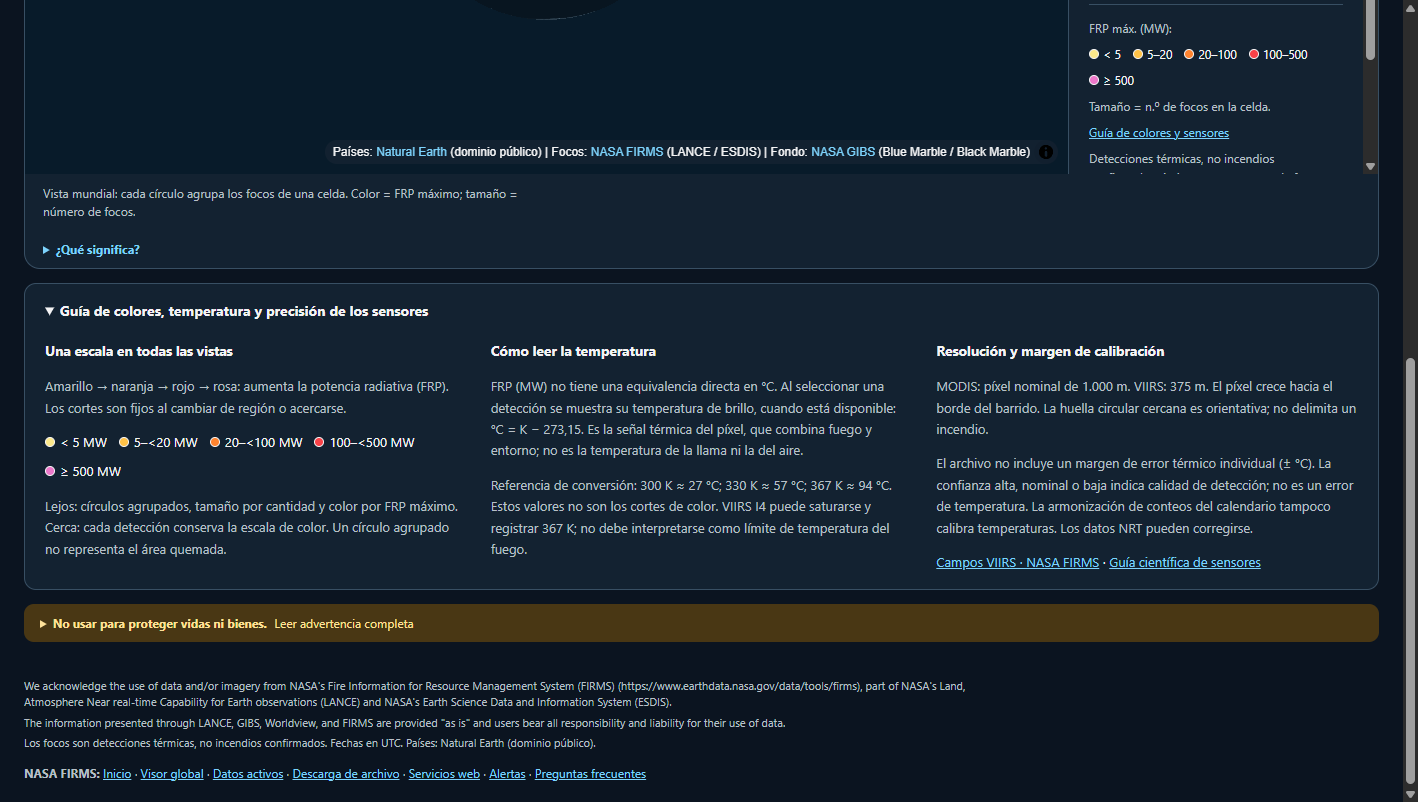 FRP máx. (MW):
< 5 5–20 20–100 100–500
≥ 500
Tamaño = n.º de focos en la celda.
Guía de colores y sensores
Detecciones térmicas, no incendios
Países: Natural Earth (dominio público) | Focos: NASA FIRMS (LANCE / ESDIS) | Fondo: NASA GIBS (Blue Marble / Black Marble)
Vista mundial: cada círculo agrupa los focos de una celda. Color = FRP máximo; tamaño =
número de focos.
¿Qué significa?
Guía de colores, temperatura y precisión de los sensores
Una escala en todas las vistas
Amarillo → naranja → rojo → rosa: aumenta la potencia radiativa (FRP).
Los cortes son fijos al cambiar de región o acercarse.
< 5 MW 5–<20 MW 20–<100 MW 100–<500 MW
≥ 500 MW
Lejos: círculos agrupados, tamaño por cantidad y color por FRP máximo.
Cerca: cada detección conserva la escala de color. Un círculo agrupado
no representa el área quemada.
Cómo leer la temperatura
FRP (MW) no tiene una equivalencia directa en °C. Al seleccionar una
detección se muestra su temperatura de brillo, cuando está disponible:
°C = K − 273,15. Es la señal térmica del píxel, que combina fuego y
entorno; no es la temperatura de la llama ni la del aire.
Referencia de conversión: 300 K ≈ 27 °C; 330 K ≈ 57 °C; 367 K ≈ 94 °C.
Estos valores no son los cortes de color. VIIRS I4 puede saturarse y
registrar 367 K; no debe interpretarse como límite de temperatura del
fuego.
Resolución y margen de calibración
MODIS: píxel nominal de 1.000 m. VIIRS: 375 m. El píxel crece hacia el
borde del barrido. La huella circular cercana es orientativa; no delimita un
incendio.
El archivo no incluye un margen de error térmico individual (± °C). La
confianza alta, nominal o baja indica calidad de detección; no es un error
de temperatura. La armonización de conteos del calendario tampoco
calibra temperaturas. Los datos NRT pueden corregirse.
Campos VIIRS · NASA FIRMS · Guía científica de sensores
No usar para proteger vidas ni bienes. Leer advertencia completa
We acknowledge the use of data and/or imagery from NASA's Fire Information for Resource Management System (FIRMS) (https://www.earthdata.nasa.gov/data/tools/firms), part of NASA's Land,
Atmosphere Near real-time Capability for Earth observations (LANCE) and NASA's Earth Science Data and Information System (ESDIS).
The information presented through LANCE, GIBS, Worldview, and FIRMS are provided "as is" and users bear all responsibility and liability for their use of data.
Los focos son detecciones térmicas, no incendios confirmados. Fechas en UTC. Países: Natural Earth (dominio público).
NASA FIRMS: Inicio · Visor global · Datos activos · Descarga de archivo · Servicios web · Alertas · Preguntas frecuentes